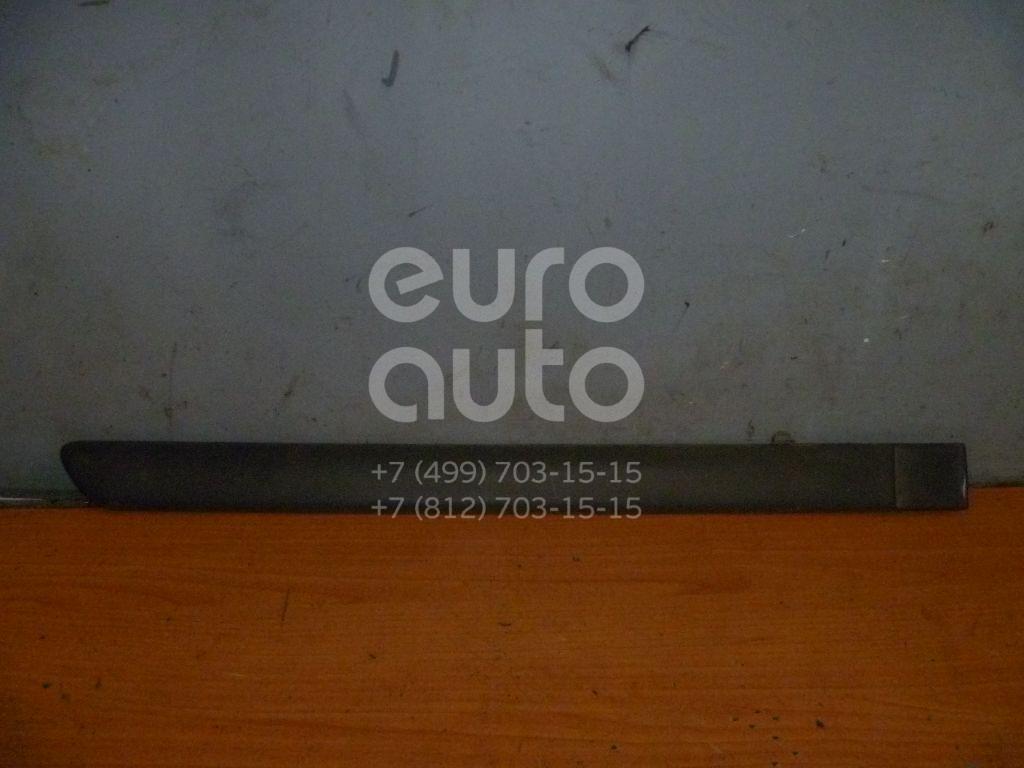 euro
auto
+7 (499) 703-15-15
+7 (812) 703-15-15